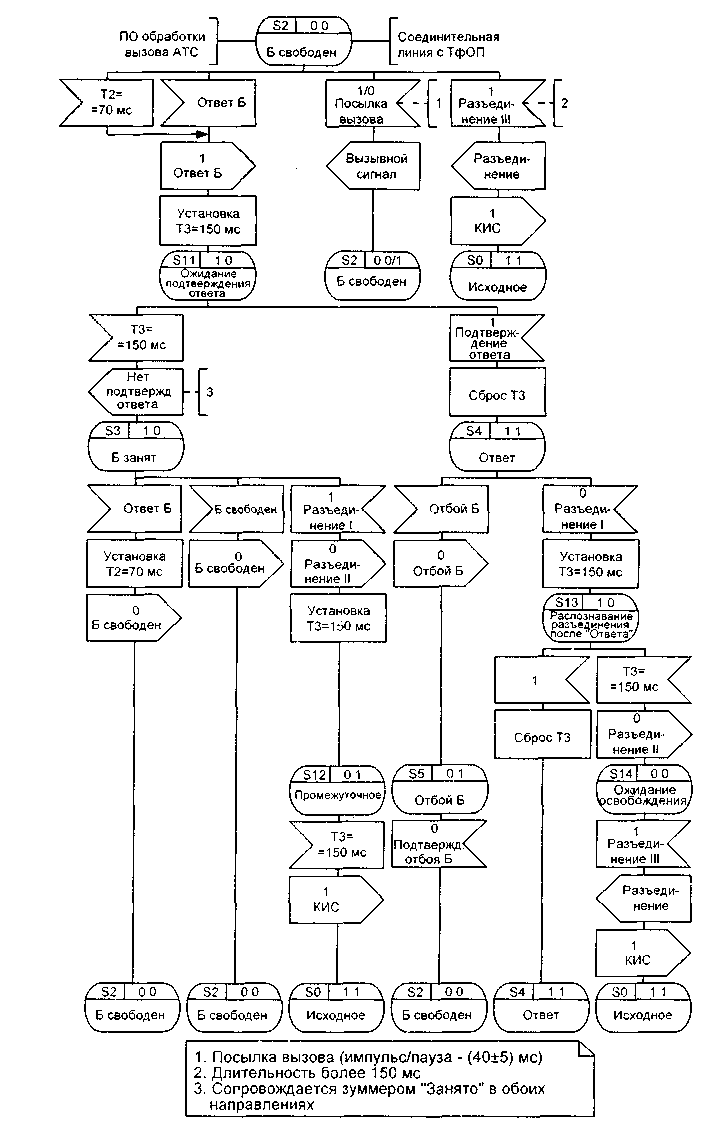 ПО обработки
вызова АТС
S2 0 0
Б свободен
Соединительная
линия с ТфОП
Т2=
=70 мс
Ответ Б
1/0
Посылка
вызова
1
1
Разъеди-
нение III
2
1
Ответ Б
Вызывной
сигнал
Разъеди-
нение
Установка
Т3=150 мс
1
КИС
S11 1 0
Ожидание
подтверждения
ответа
S2 0 0/1
Б свободен
S0 1 1
Исходное
Т3=
=150 мс
1
Подтверж-
дение
ответа
Нет
подтвержд
ответа
3
Сброс Т3
S3 1 0
Б занят
S4 1 1
Ответ
Ответ Б
Б свободен
1
Разъеди-
нение I
Отбой Б
0
Разъеди-
нение I
Установка
Т2=70 мс
0
Б свободен
0
Разъеди-
нение II
0
Отбой Б
Установка
Т3=150 мс
0
Б свободен
Установка
Т3=150 мс
S13 1 0
Распознавание
разъединения
после "Ответа"
1
Т3=
=150 мс
Сброс Т3
0
Разъеди-
нение II
S12 0 1
Промежуточное
S5 0 1
Отбой Б
S14 0 0
Ожидание
освобождения
Т3=
=150 мс
0
Подтвержд.
отбоя Б
1
Разъеди-
нение III
1
КИС
Разъеди-
нение
1
КИС
S2 0 0
Б свободен
S2 0 0
Б свободен
S0 1 1
Исходное
S2 0 0
Б свободен
S4 1 1
Ответ
S0 1 1
Исходное
1. Посылка вызова (импульс/пауза - (40±5) мс)
2. Длительность более 150 мс
3. Сопровождается зуммером "Занято" в обоих
направлениях